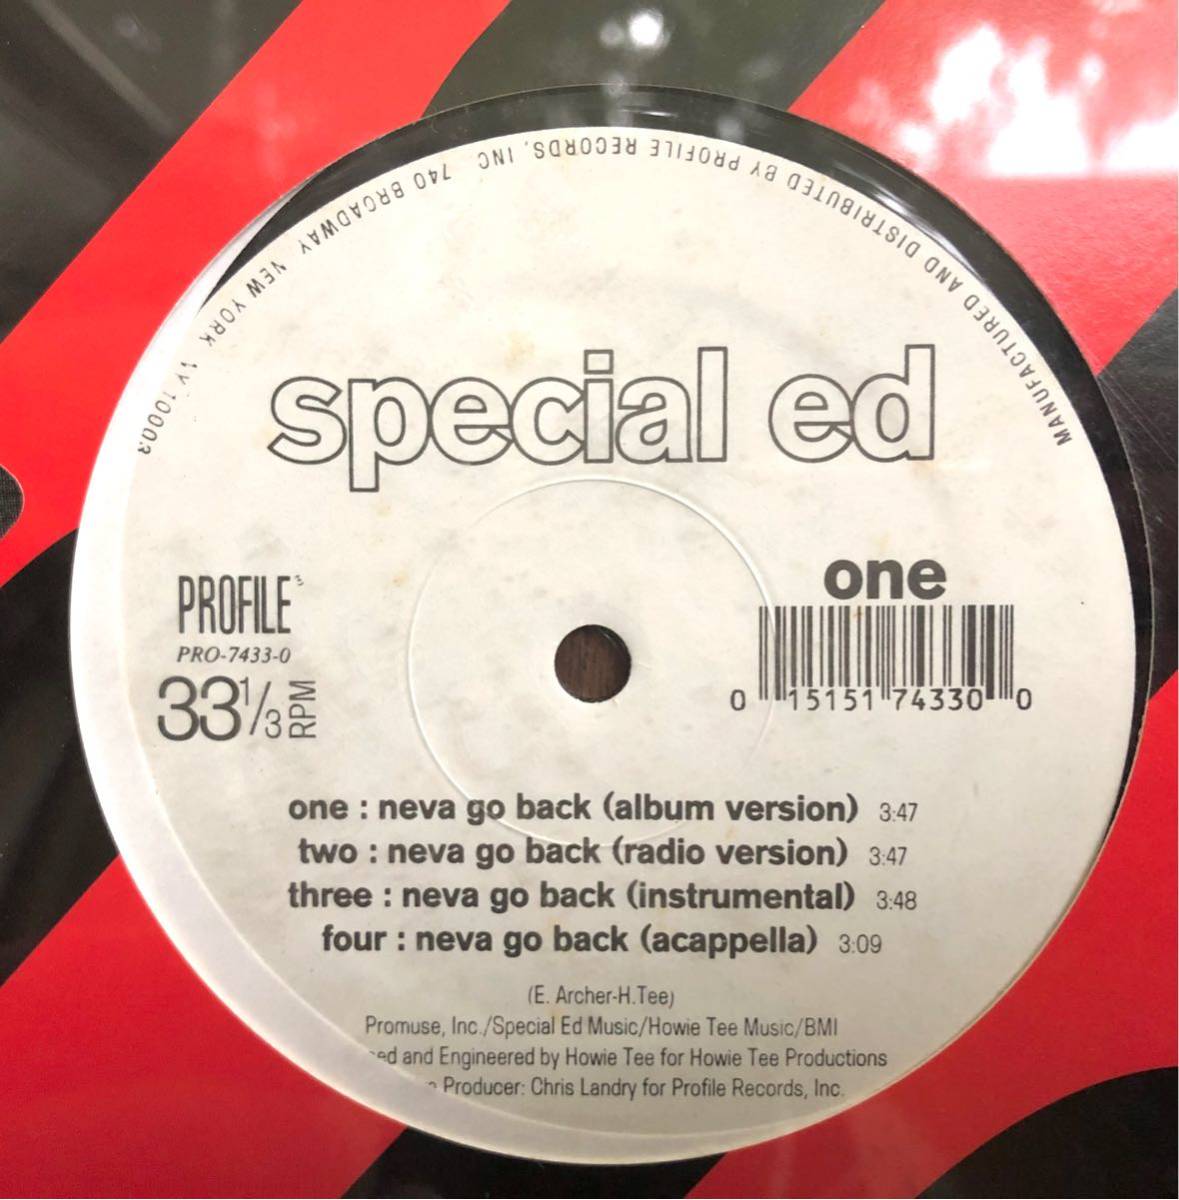 MANUFACTURED AND DISTRIBUTED BY PROFILE RECORDS, INC. 740 BROADWAY NEW YORK NY 10003
special ed
one
PROFILE
PRO-7433-0
33 1/3 RPM
0 15151 74330 0
one : neva go back (album version) 3:47
two : neva go back (radio version) 3:47
three : neva go back (instrumental) 3:48
four : neva go back (acappella) 3:09
(E. Archer-H.Tee)
Promuse, Inc./Special Ed Music/Howie Tee Music/BMI
and Engineered by Howie Tee for Howie Tee Productions
Producer: Chris Landry for Profile Records, Inc.